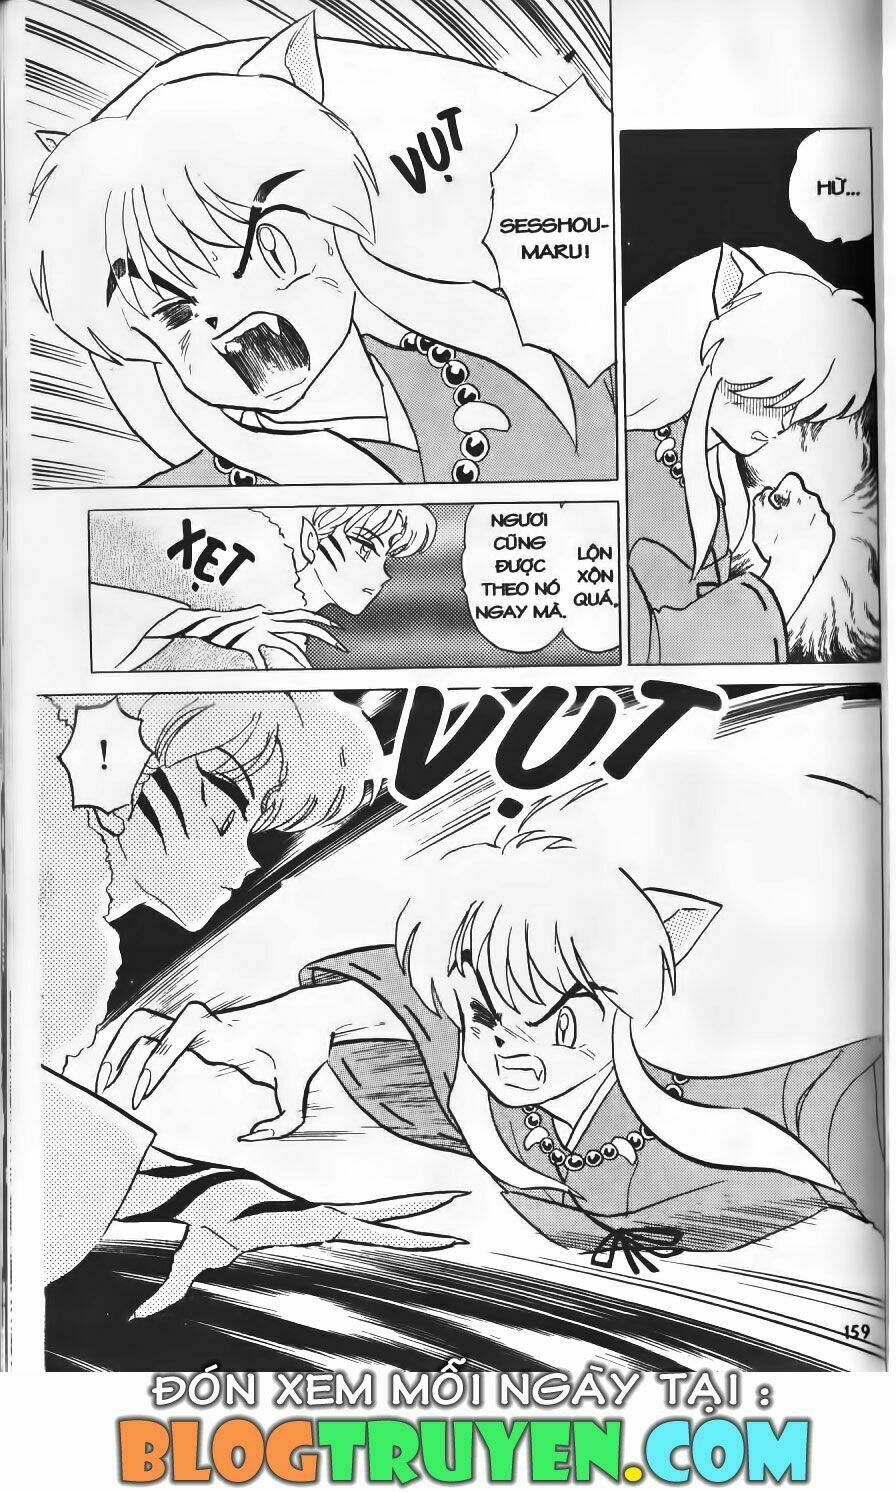 HỪ...
VỤT
SESSHOU-
MARU!
LỘN
XỘN
QUÁ.
NGƯƠI
CŨNG
ĐƯỢC
THEO NÓ
NGAY MÀ.
XẸT
VỤT
!
159
ĐÓN XEM MỖI NGÀY TẠI :
BLOGTRUYEN.COM